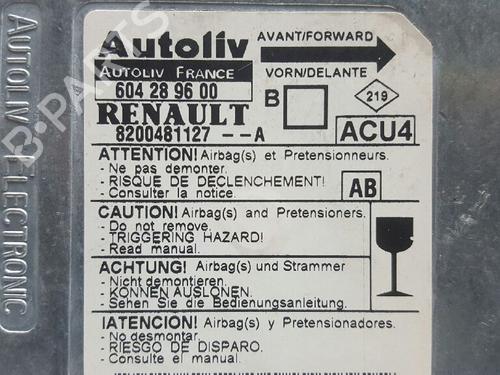 Autoliv
AVANT/FORWARD
AUTOLIV FRANCE
VORN/DELANTE
604 28 96 00
B
219
RENAULT
8200481127 --A
ACU4
ATTENTION! Airbag(s) et Pretensionneurs.
- Ne pas demonter.
- RISQUE DE DECLENCHEMENT!
- Consulter la notice.
AB
CAUTION! Airbag(s) and Pretensioners.
- Do not remove.
- TRIGGERING HAZARD!
- Read manual.
ACHTUNG! Airbag(s) und Strammer
- Nicht demontieren.
- KONNEN AUSLONEN.
- Sehen Sie die Bedienungsanleitung.
!ATENCION! Airbag(s) y Pretensionadores.
- No desmontar.
- RIESGO DE DISPARO.
- Consulte el manual.
AUTOLIV ELECTRONIC
B-PARTS